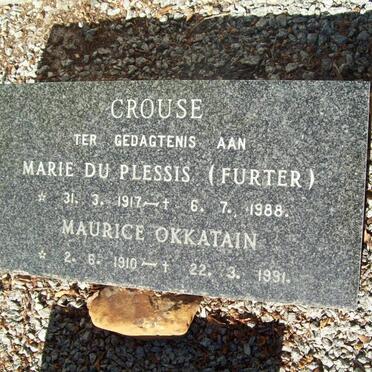 CROUSE
TER GEDAGTENIS AAN
MARIE DU PLESSIS (FURTER)
* 31. 3. 1917 — † 6. 7. 1988.
MAURICE OKKATAIN
* 2. 6. 1910 — † 22. 3. 1991.